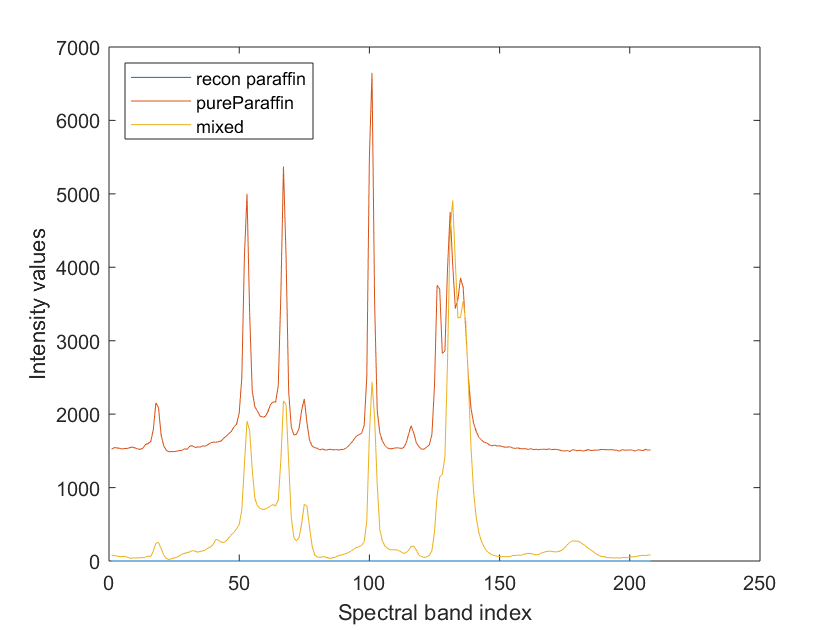 7000
6000
5000
4000
3000
2000
1000
0
Intensity values
recon paraffin
pureParaffin
mixed
0 50 100 150 200 250
Spectral band index